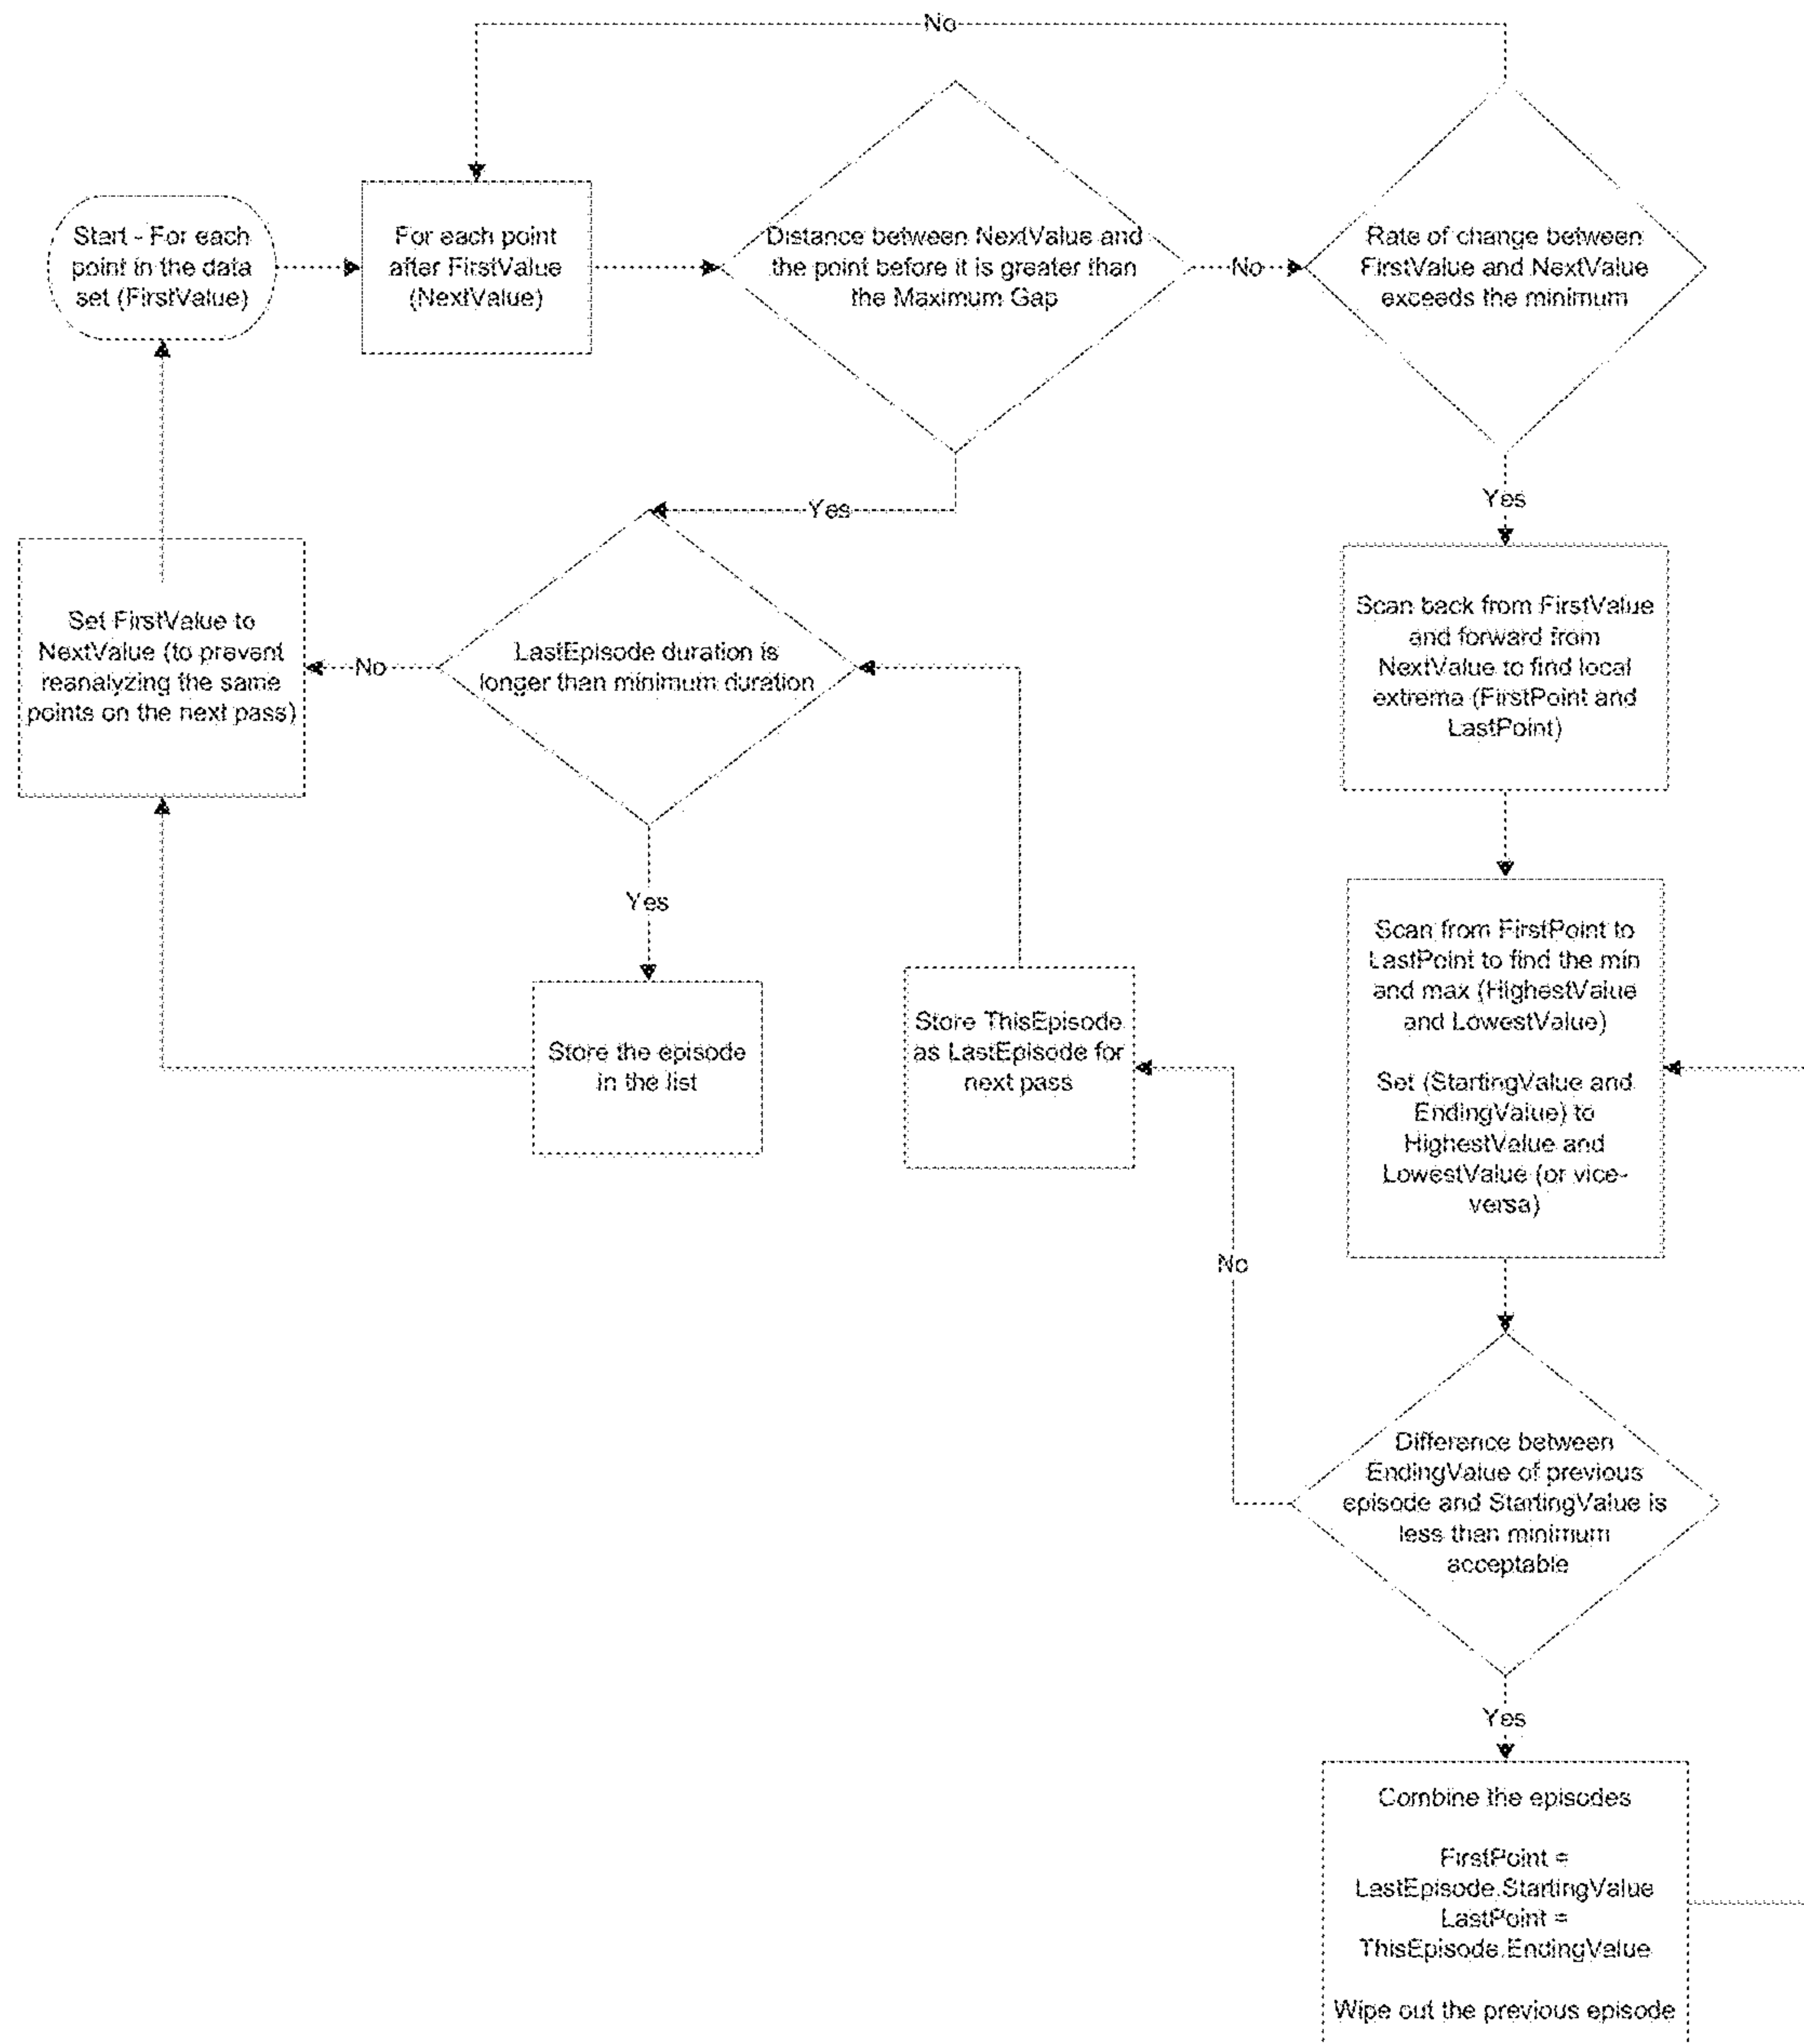 No
Start - For each
point in the data
set (FirstValue)
For each point
after FirstValue
(NextValue)
Distance between NextValue and
the point before it is greater than
the Maximum Gap
No
Rate of change between
FirstValue and NextValue
exceeds the minimum
Yes
Yes
Set FirstValue to
NextValue (to prevent
reanalyzing the same
points on the next pass)
No
LastEpisode duration is
longer than minimum duration
Scan back from FirstValue
and forward from
NextValue to find local
extrema (FirstPoint and
LastPoint)
Yes
Store the episode
in the list
Store ThisEpisode
as LastEpisode for
next pass
Scan from FirstPoint to
LastPoint to find the min
and max (HighestValue
and LowestValue)
Set (StartingValue and
EndingValue) to
HighestValue and
LowestValue (or vice-
versa)
No
Difference between
EndingValue of previous
episode and StartingValue is
less than minimum
acceptable
Yes
Combine the episodes
FirstPoint =
LastEpisode.StartingValue
LastPoint =
ThisEpisode.EndingValue
Wipe out the previous episode